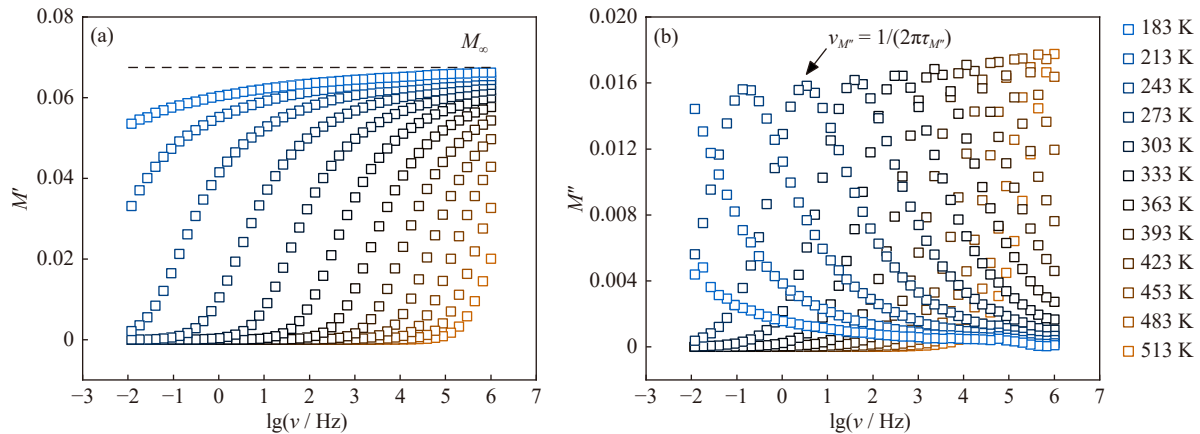 (a)
M∞
0.08
0.06
0.04
0.02
0
M′
−3 −2 −1 0 1 2 3 4 5 6 7
lg(ν / Hz)
(b)
νM″ = 1/(2πτM″)
0.020
0.016
0.012
0.008
0.004
0
M″
−3 −2 −1 0 1 2 3 4 5 6 7
lg(ν / Hz)
183 K
213 K
243 K
273 K
303 K
333 K
363 K
393 K
423 K
453 K
483 K
513 K